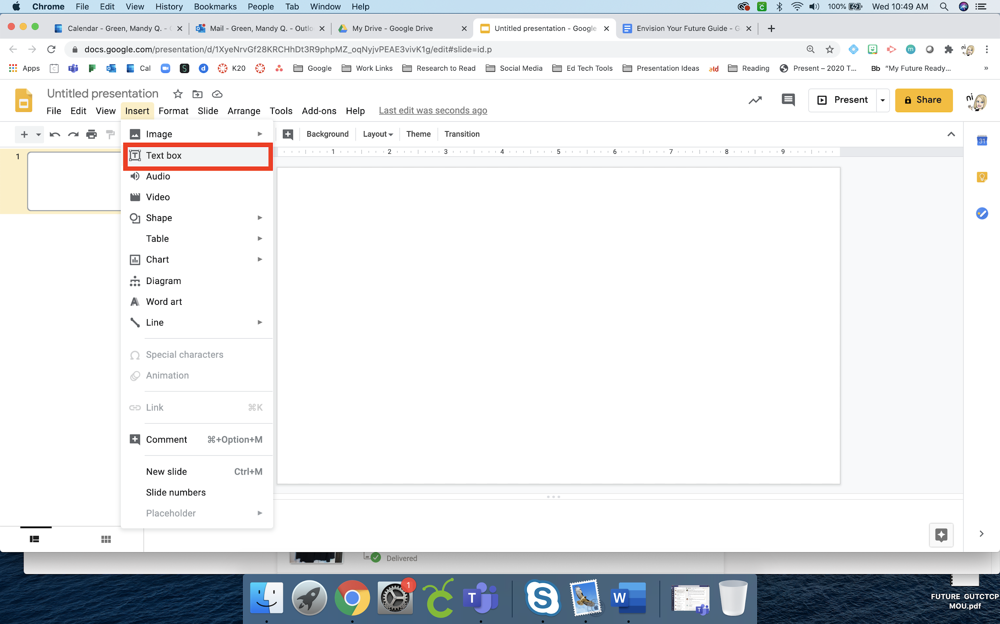 Chrome File Edit View History Bookmarks People Tab Window Help 100% Wed 10:49 AM
Calendar - Green, Mandy Q. - Mail - Green, Mandy Q. - Outlo My Drive - Google Drive Untitled presentation - Google Envision Your Future Guide - G
docs.google.com/presentation/d/1XyeNrvGf28KRCHhDt3R9phpMZ_oqNyjvPEAE3vivK1g/edit#slide=id.p
Apps Cal K20 Google Work Links Research to Read Social Media Ed Tech Tools Presentation Ideas Reading Present – 2020 T... Bb “My Future Ready... »
Untitled presentation
File Edit View Insert Format Slide Arrange Tools Add-ons Help Last edit was seconds ago
Present Share
Background Layout Theme Transition
1 2 3 4 5 6 7 8 9
1
31
Image
Text box
Audio
Video
Shape
Table
Chart
Diagram
Word art
Line
Special characters
Animation
Link ⌘K
Comment ⌘+Option+M
New slide Ctrl+M
Slide numbers
Placeholder
Delivered
1
T S W
FUTURE GUTCTCP
MOU.pdf